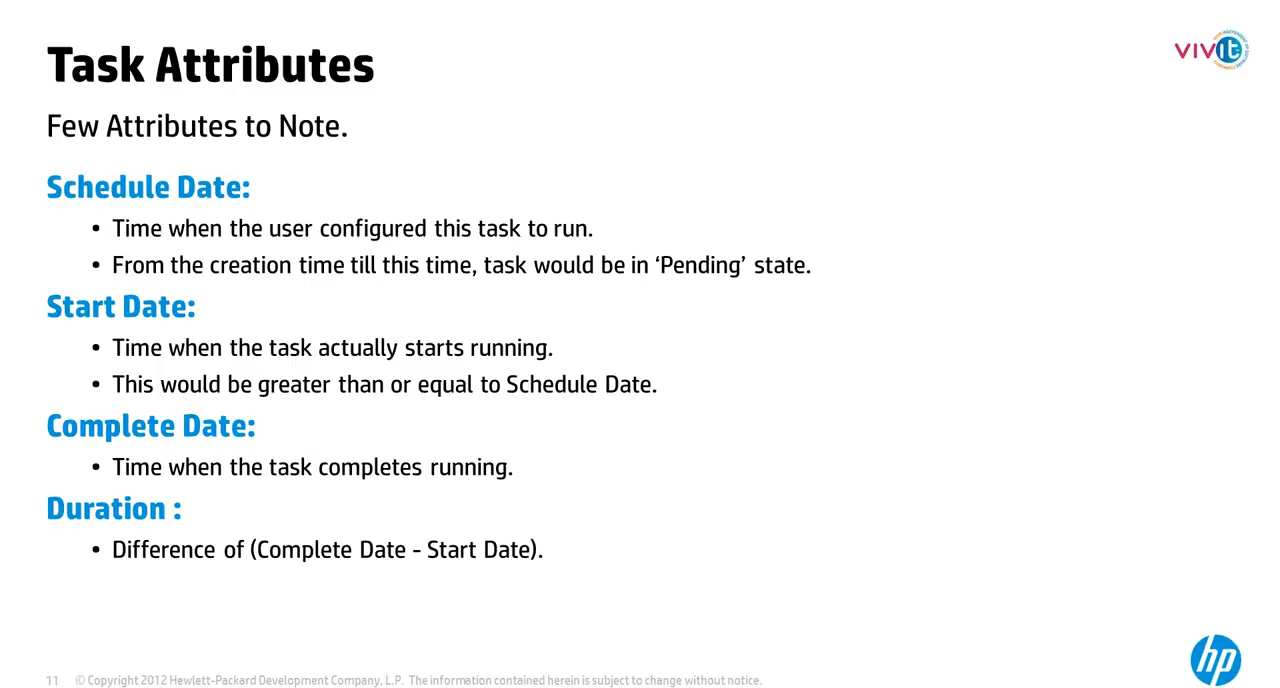 Task Attributes
vivit
Few Attributes to Note.
Schedule Date:
• Time when the user configured this task to run.
• From the creation time till this time, task would be in ‘Pending’ state.
Start Date:
• Time when the task actually starts running.
• This would be greater than or equal to Schedule Date.
Complete Date:
• Time when the task completes running.
Duration :
• Difference of (Complete Date - Start Date).
hp
11 © Copyright 2012 Hewlett-Packard Development Company, L.P. The information contained herein is subject to change without notice.